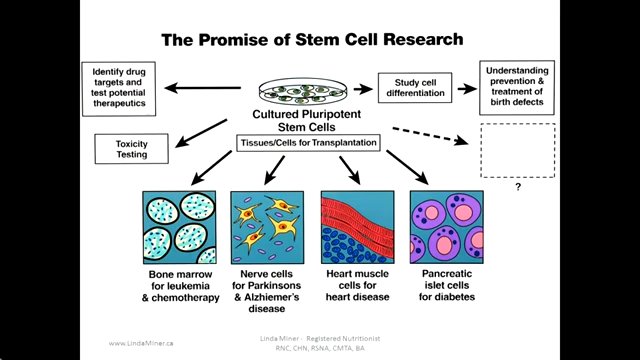 The Promise of Stem Cell Research
Identify drug
targets and
test potential
therapeutics
Study cell
differentiation
Understanding
prevention &
treatment of
birth defects
Cultured Pluripotent
Stem Cells
Toxicity
Testing
Tissues/Cells for Transplantation
?
Bone marrow
for leukemia
& chemotherapy
Nerve cells
for Parkinsons
& Alzhiemer's
disease
Heart muscle
cells for
heart disease
Pancreatic
islet cells
for diabetes
www.LindaMiner.ca
Linda Miner - Registered Nutritionist
RNC, CHN, RSNA, CMTA, BA